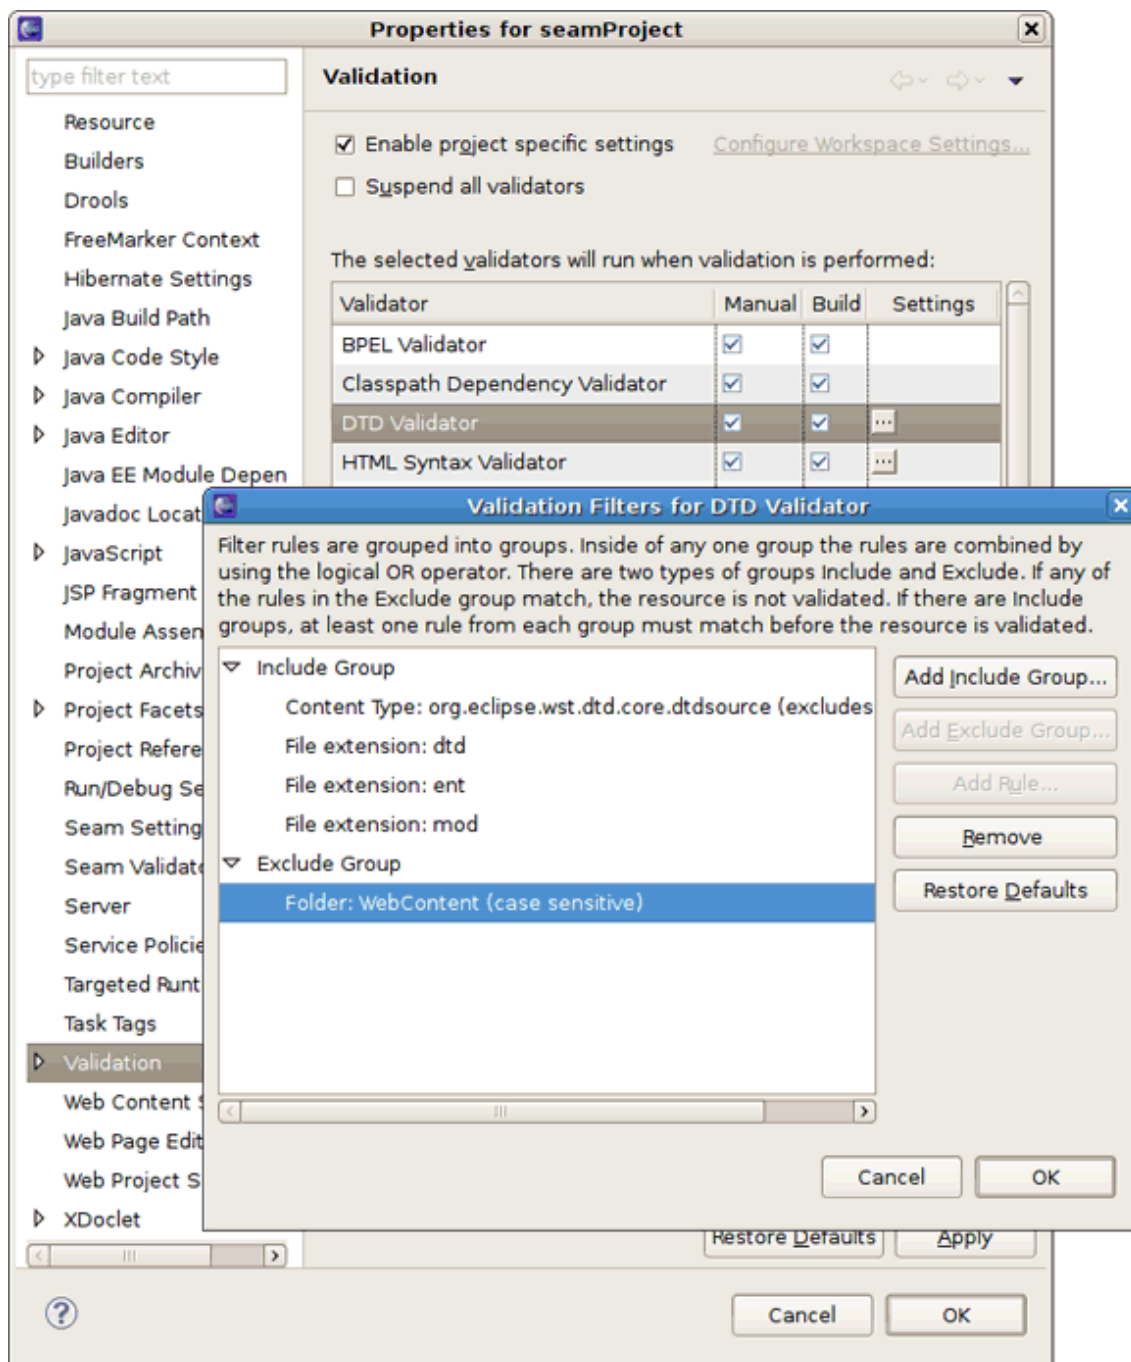 Properties for seamProject
type filter text
Resource
Builders
Drools
FreeMarker Context
Hibernate Settings
Java Build Path
Java Code Style
Java Compiler
Java Editor
Java EE Module Depen
Javadoc Locat
JavaScript
JSP Fragment
Module Assen
Project Archiv
Project Facets
Project Refere
Run/Debug Se
Seam Setting
Seam Validato
Server
Service Policie
Targeted Runt
Task Tags
Validation
Web Content S
Web Page Edit
Web Project S
XDoclet
Validation
Enable project specific settings
Configure Workspace Settings...
Suspend all validators
The selected validators will run when validation is performed:
Validator Manual Build Settings
BPEL Validator
Classpath Dependency Validator
DTD Validator ...
HTML Syntax Validator ...
Validation Filters for DTD Validator
Filter rules are grouped into groups. Inside of any one group the rules are combined by
using the logical OR operator. There are two types of groups Include and Exclude. If any of
the rules in the Exclude group match, the resource is not validated. If there are Include
groups, at least one rule from each group must match before the resource is validated.
Include Group
Content Type: org.eclipse.wst.dtd.core.dtdsource (excludes
File extension: dtd
File extension: ent
File extension: mod
Exclude Group
Folder: WebContent (case sensitive)
Add Include Group...
Add Exclude Group...
Add Rule...
Remove
Restore Defaults
Cancel
OK
Restore Defaults
Apply
?
Cancel
OK